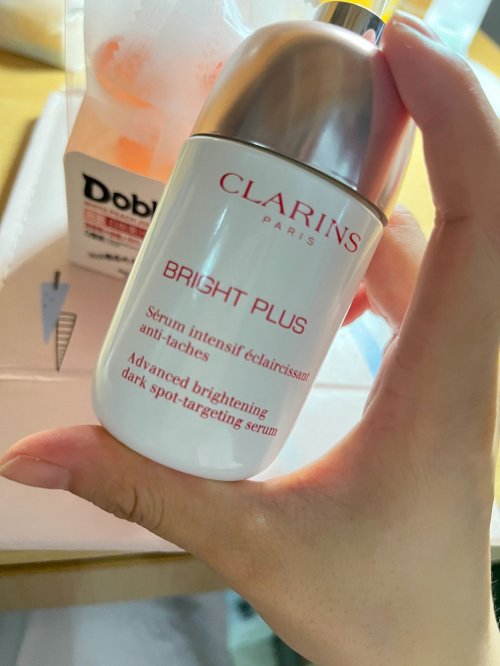 CLARINS
PARIS
BRIGHT PLUS
Sérum intensif éclaircissant
anti-taches
Advanced brightening
dark spot-targeting serum
Dobl